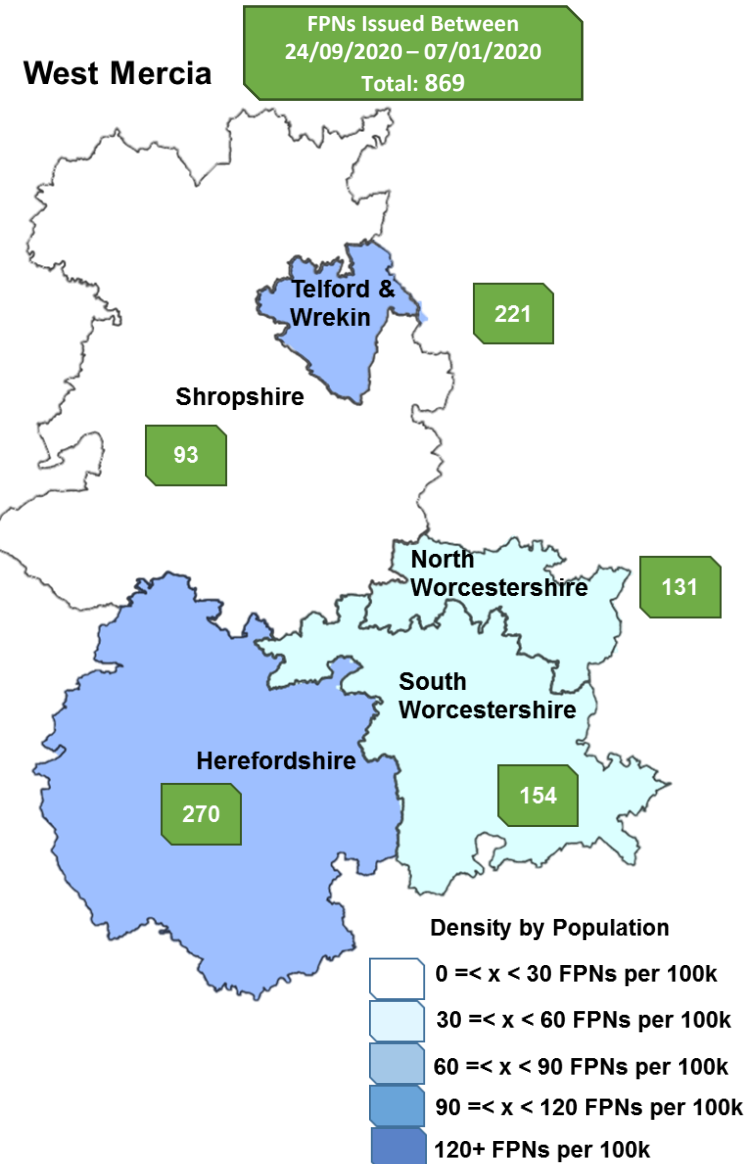 FPNs Issued Between
24/09/2020 – 07/01/2020
Total: 869
West Mercia
Telford &
Wrekin
221
Shropshire
93
North
Worcestershire
131
South
Worcestershire
Herefordshire
154
270
Density by Population
0 =< x < 30 FPNs per 100k
30 =< x < 60 FPNs per 100k
60 =< x < 90 FPNs per 100k
90 =< x < 120 FPNs per 100k
120+ FPNs per 100k